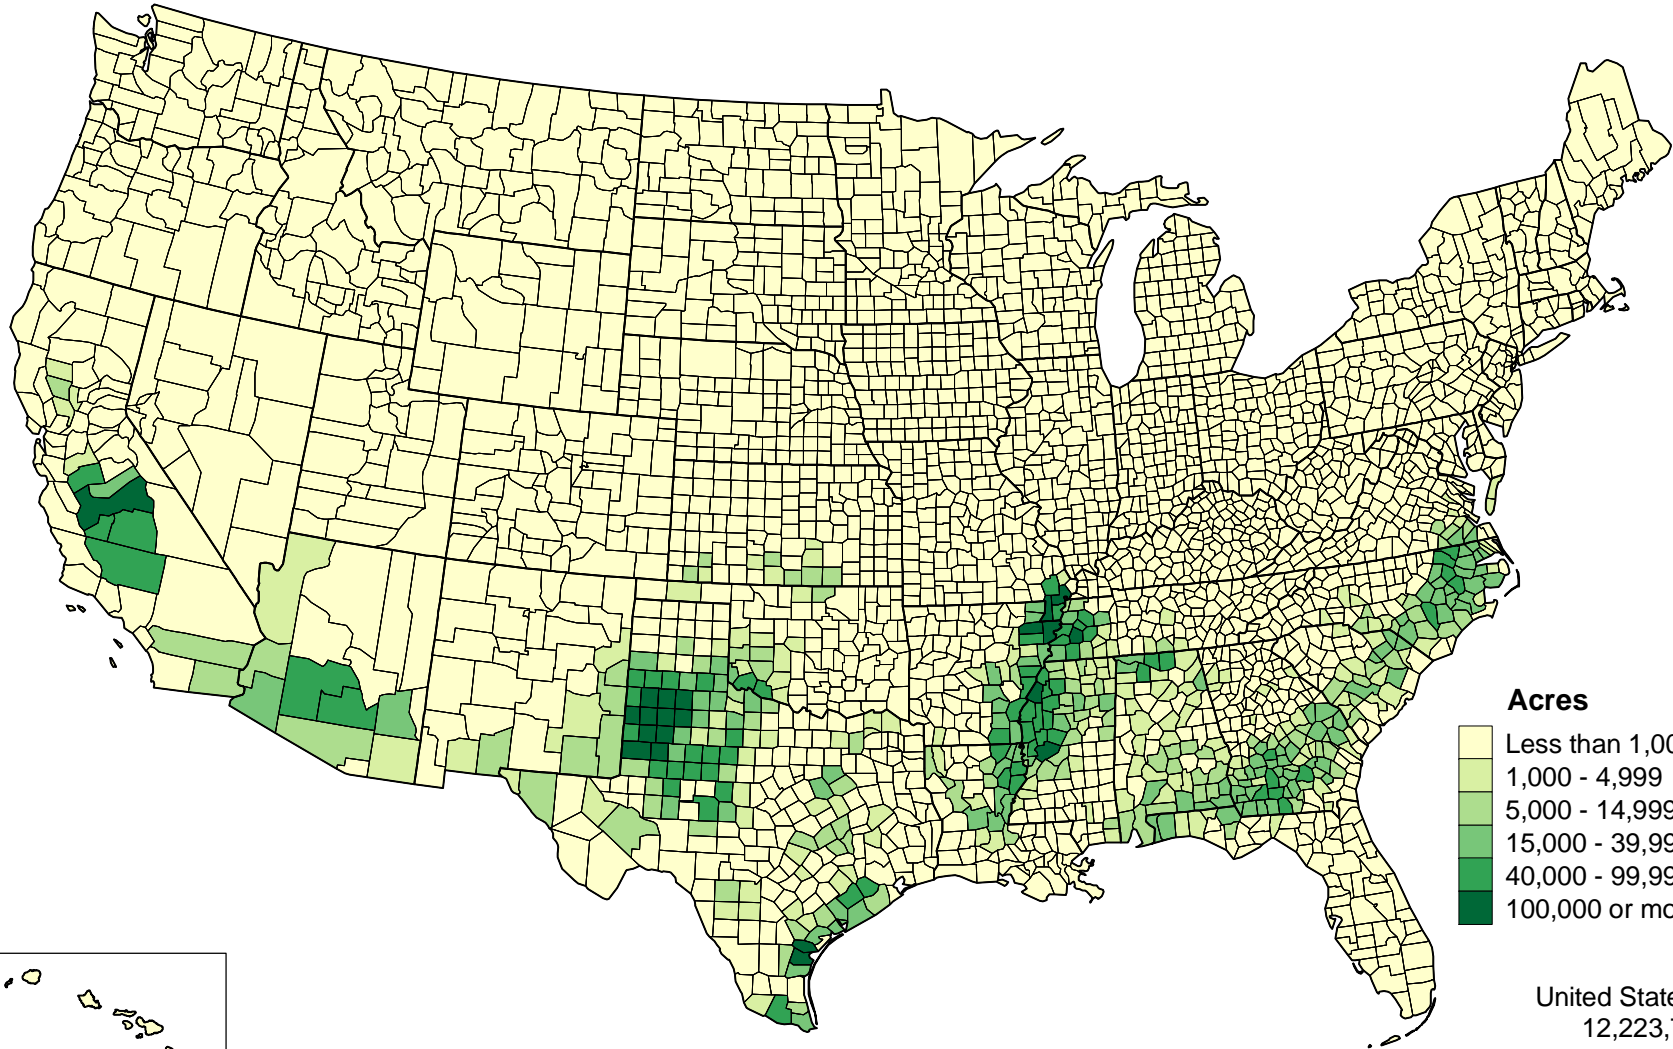 Acres
Less than 1,00
1,000 - 4,999
5,000 - 14,999
15,000 - 39,99
40,000 - 99,99
100,000 or mo
United State
12,223,